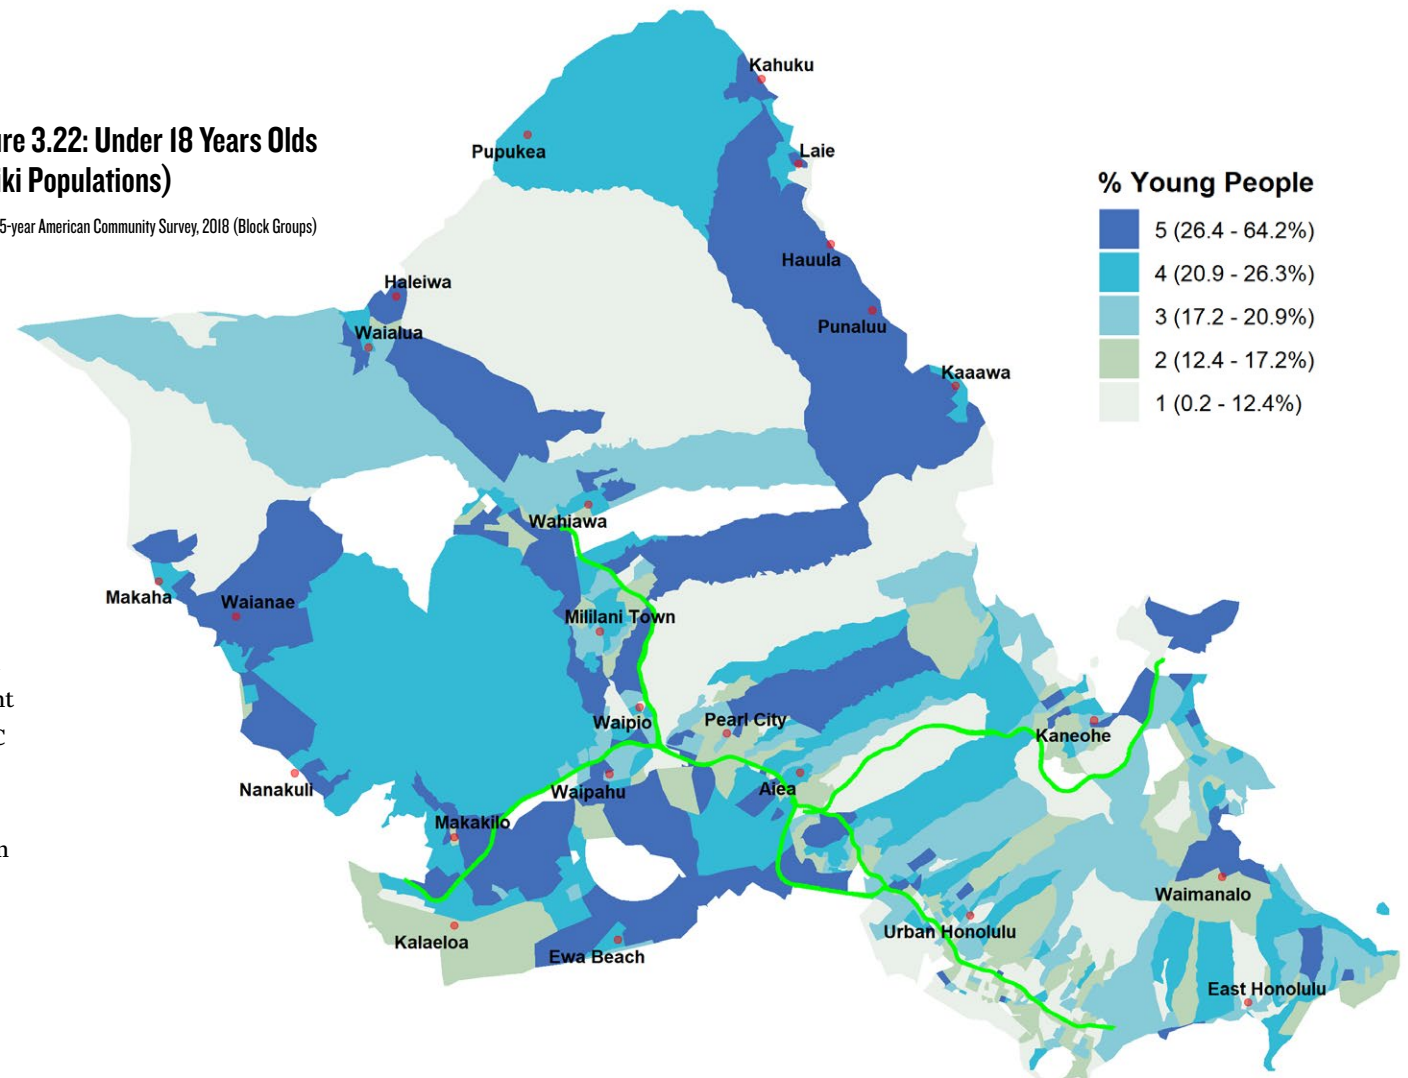 re 3.22: Under 18 Years Olds
iki Populations)
5-year American Community Survey, 2018 (Block Groups)
nt
c
n
% Young People
5 (26.4 - 64.2%)
4 (20.9 - 26.3%)
3 (17.2 - 20.9%)
2 (12.4 - 17.2%)
1 (0.2 - 12.4%)
Kahuku
Pupukea
Laie
Hauula
Haleiwa
Punaluu
Waialua
Kaaawa
Wahiawa
Makaha
Waianae
Mililani Town
Waipio
Pearl City
Kaneohe
Nanakuli
Waipahu
Aiea
Makakilo
Waimanalo
Kalaeloa
Urban Honolulu
Ewa Beach
East Honolulu